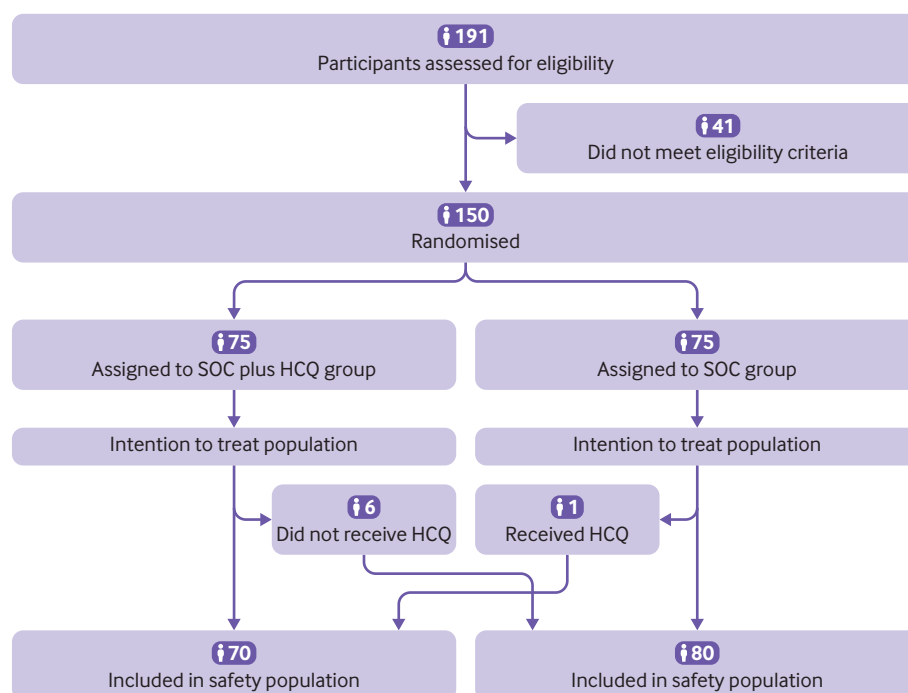 191
Participants assessed for eligibility
41
Did not meet eligibility criteria
150
Randomised
75
Assigned to SOC plus HCQ group
75
Assigned to SOC group
Intention to treat population
Intention to treat population
6
Did not receive HCQ
1
Received HCQ
70
Included in safety population
80
Included in safety population